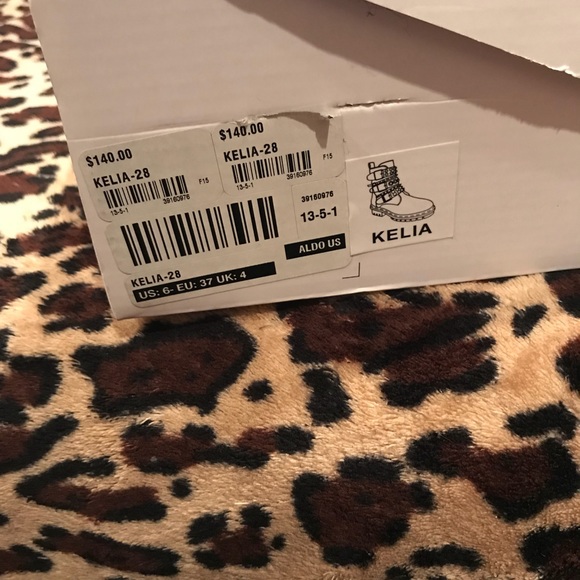 $140.00
KELIA-28
F15
13-5-1
39160976
$140.00
KELIA-28
F15
13-5-1
39160976
39160976
13-5-1
ALDO US
KELIA-28
US: 6- EU: 37 UK: 4
KELIA